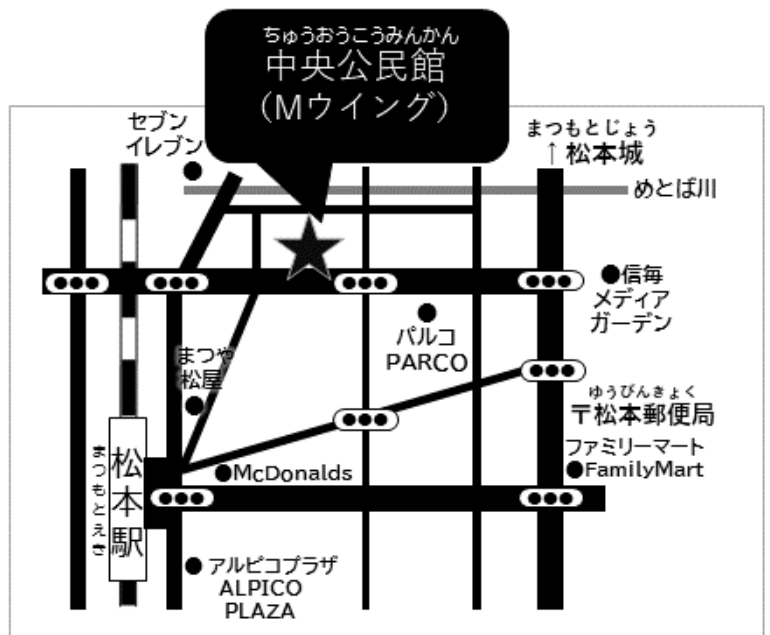 ちゅうおうこうみんかん
中央公民館
(Mウイング)
セブン
イレブン
まつもとじょう
↑松本城
めとば川
●信毎
メディア
ガーデン
パルコ
PARCO
まつや
松屋
ゆうびんきょく
〒松本郵便局
ファミリーマート
●FamilyMart
●McDonalds
まつもとえき
松本駅
●アルピコプラザ
ALPICO
PLAZA